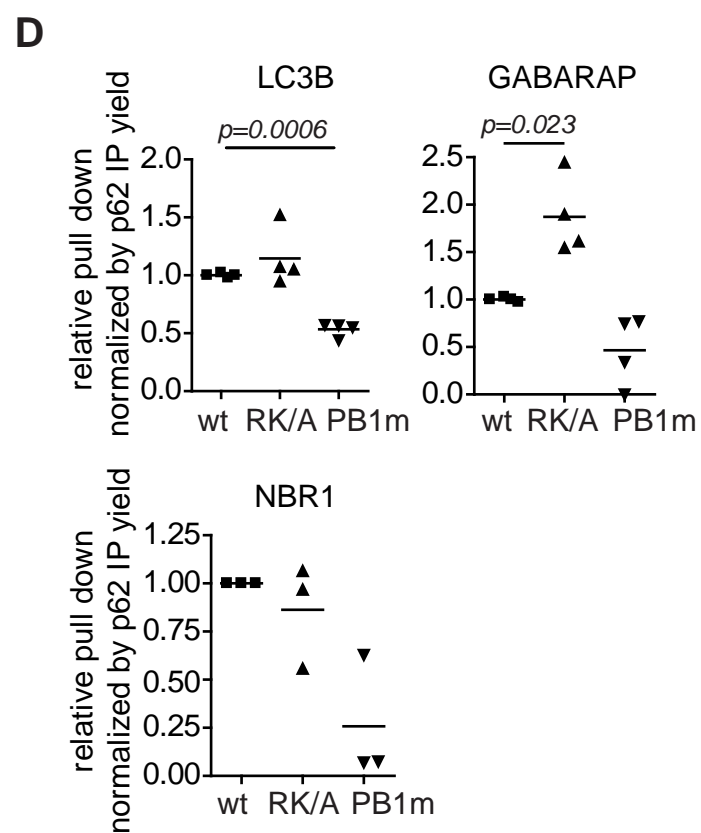 D
LC3B
p=0.0006
relative pull down
normalized by p62 IP yield
2.0
1.5
1.0
0.5
0.0
wt RK/A PB1m
GABARAP
p=0.023
2.5
2.0
1.5
1.0
0.5
0.0
wt RK/A PB1m
NBR1
relative pull down
normalized by p62 IP yield
1.25
1.00
0.75
0.50
0.25
0.00
wt RK/A PB1m